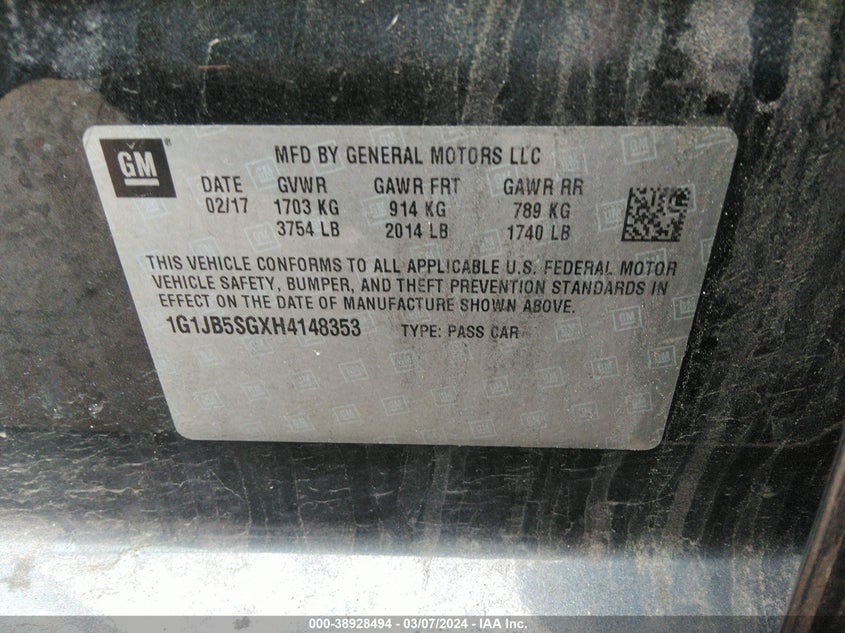 GM ®
MFD BY GENERAL MOTORS LLC
DATE GVWR GAWR FRT GAWR RR
02/17 1703 KG 914 KG 789 KG
3754 LB 2014 LB 1740 LB
THIS VEHICLE CONFORMS TO ALL APPLICABLE U.S. FEDERAL MOTOR
VEHICLE SAFETY, BUMPER, AND THEFT PREVENTION STANDARDS IN
EFFECT ON THE DATE OF MANUFACTURE SHOWN ABOVE.
1G1JB5SGXH4148353 TYPE: PASS CAR
000-38928494 - 03/07/2024 - IAA Inc.